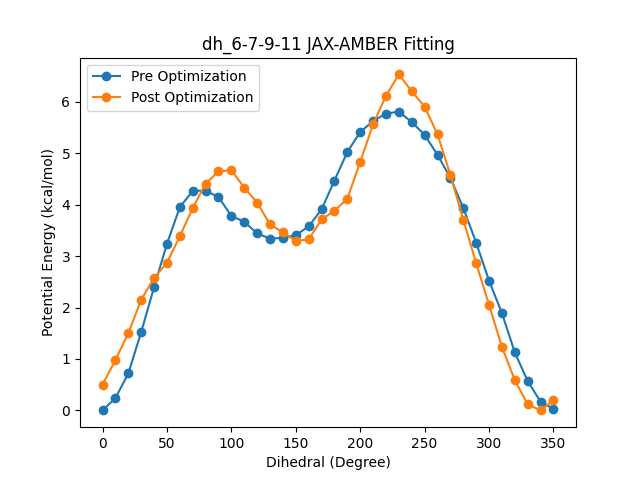 dh_6-7-9-11 JAX-AMBER Fitting
Pre Optimization
Post Optimization
Potential Energy (kcal/mol)
6
5
4
3
2
1
0
0 50 100 150 200 250 300 350
Dihedral (Degree)